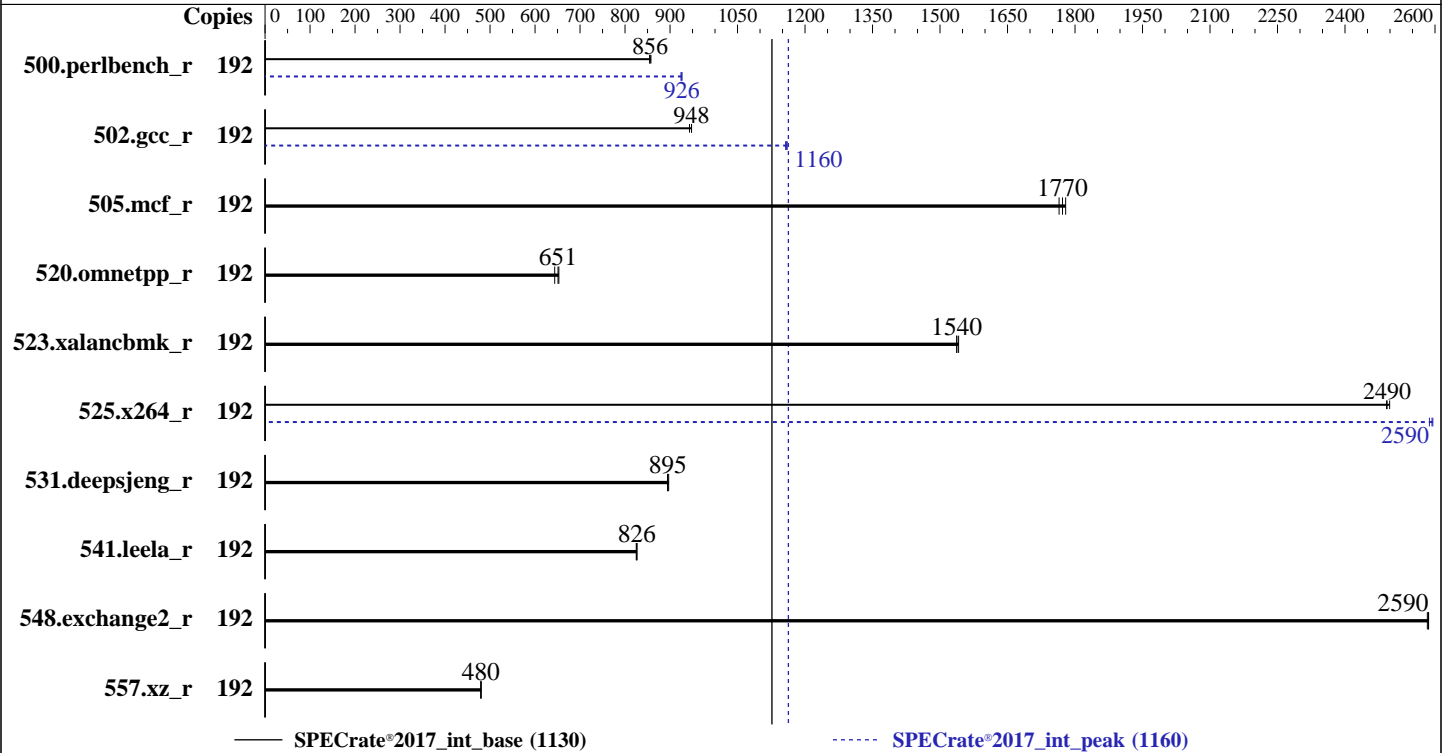 Copies 0 100 200 300 400 500 600 700 800 900 1050 1200 1350 1500 1650 1800 1950 2100 2250 2400 2600
500.perlbench_r 192 856
926
502.gcc_r 192 948
1160
505.mcf_r 192 1770
520.omnetpp_r 192 651
523.xalancbmk_r 192 1540
525.x264_r 192 2490
2590
531.deepsjeng_r 192 895
541.leela_r 192 826
548.exchange2_r 192 2590
557.xz_r 192 480
SPECrate®2017_int_base (1130) SPECrate®2017_int_peak (1160)